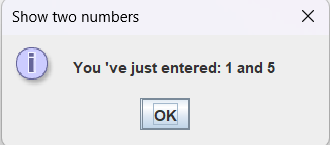 Show two numbers
You 've just entered: 1 and 5
OK